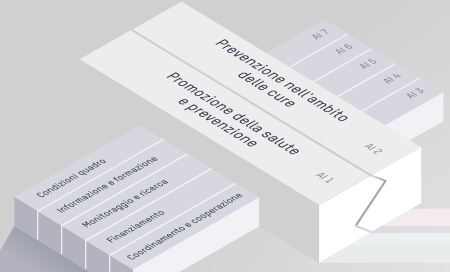 AI 7
AI 6
AI 5
AI 4
AI 3
Prevenzione nell'ambito
delle cure
AI 2
Promozione della salute
e prevenzione
AI 1
Condizioni quadro
Informazione e formazione
Monitoraggio e ricerca
Finanziamento
Coordinamento e cooperazione